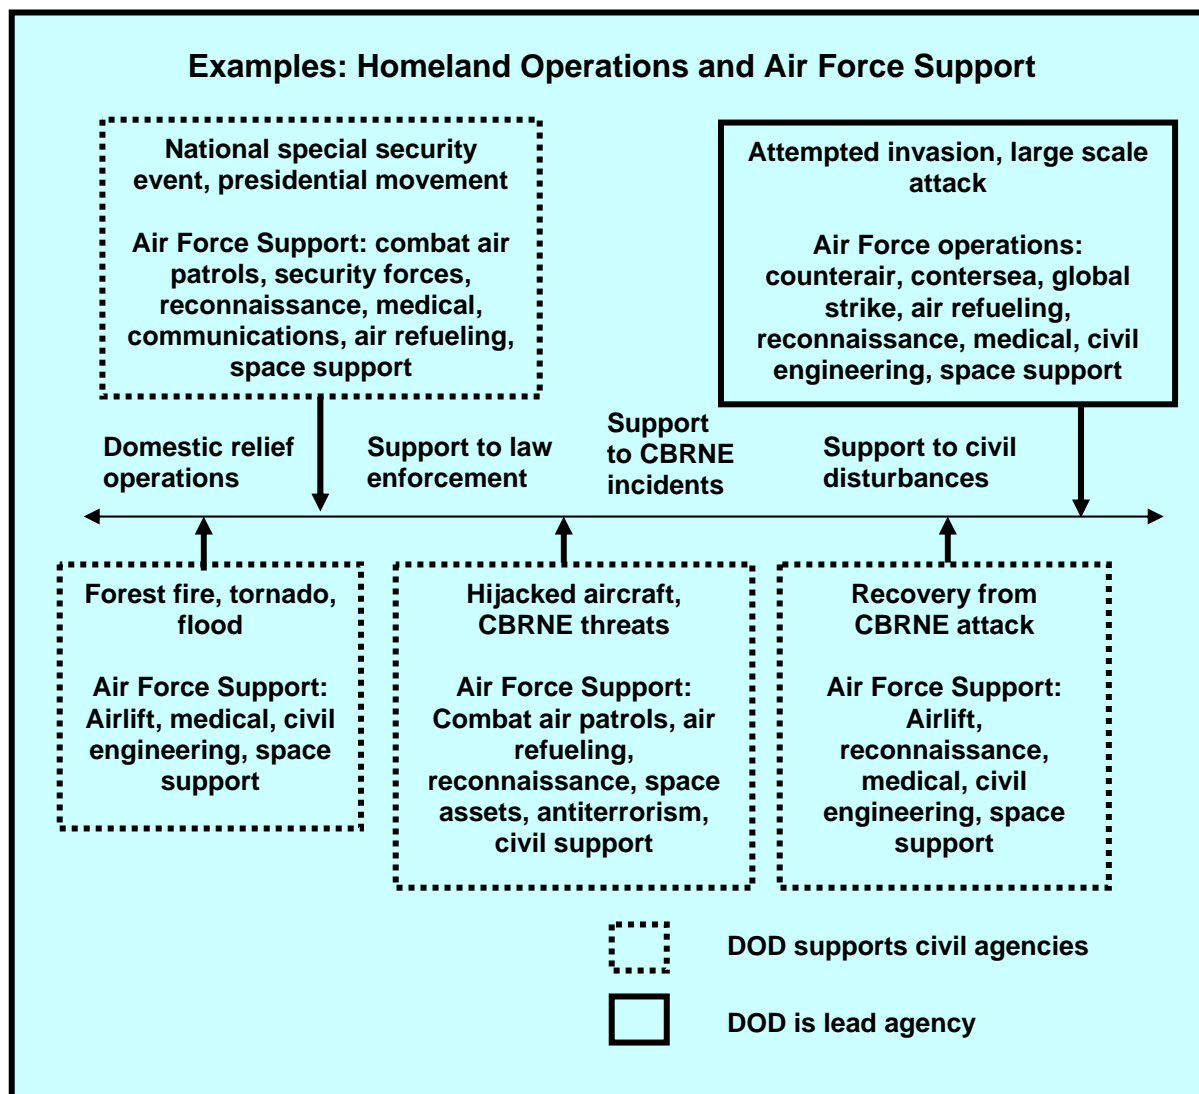 Examples: Homeland Operations and Air Force Support
National special security
event, presidential movement
Air Force Support: combat air
patrols, security forces,
reconnaissance, medical,
communications, air refueling,
space support
Attempted invasion, large scale
attack
Air Force operations:
counterair, contersea, global
strike, air refueling,
reconnaissance, medical, civil
engineering, space support
Domestic relief
operations
Support to law
enforcement
Support
to CBRNE
incidents
Support to civil
disturbances
Forest fire, tornado,
flood
Air Force Support:
Airlift, medical, civil
engineering, space
support
Hijacked aircraft,
CBRNE threats
Air Force Support:
Combat air patrols, air
refueling,
reconnaissance, space
assets, antiterrorism,
civil support
Recovery from
CBRNE attack
Air Force Support:
Airlift,
reconnaissance,
medical, civil
engineering, space
support
DOD supports civil agencies
DOD is lead agency